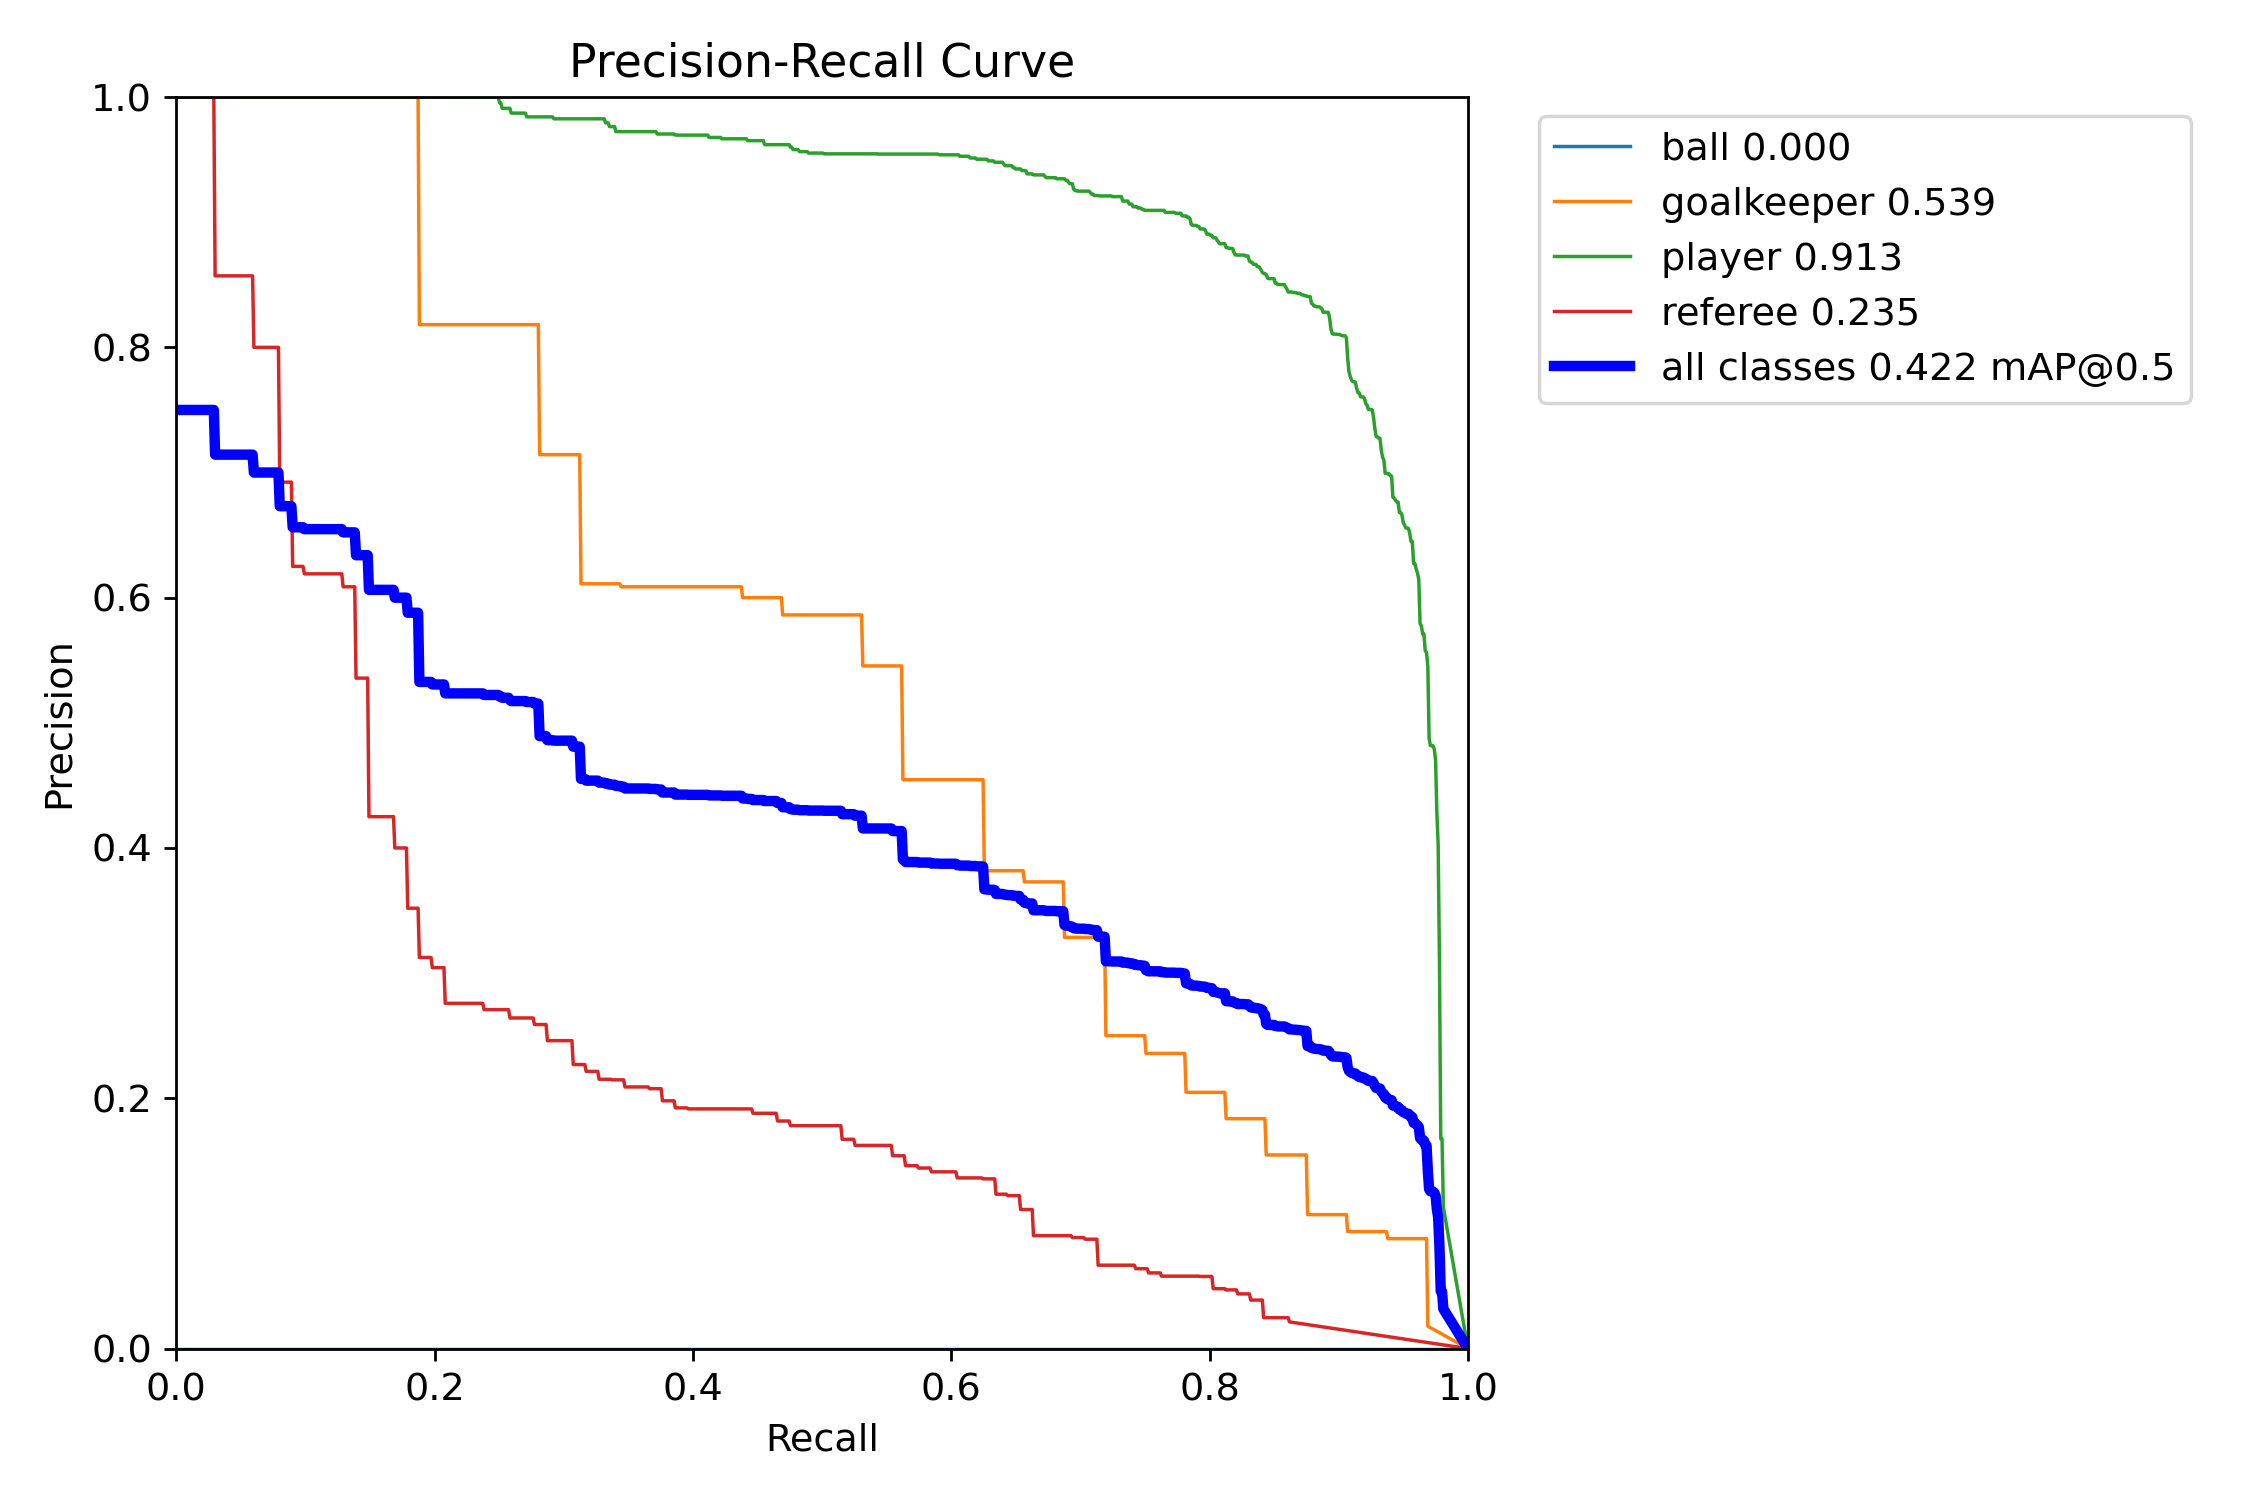 Precision-Recall Curve
1.0
0.8
0.6
0.4
0.2
0.0
Precision
0.0 0.2 0.4 0.6 0.8 1.0
Recall
ball 0.000
goalkeeper 0.539
player 0.913
referee 0.235
all classes 0.422 mAP@0.5